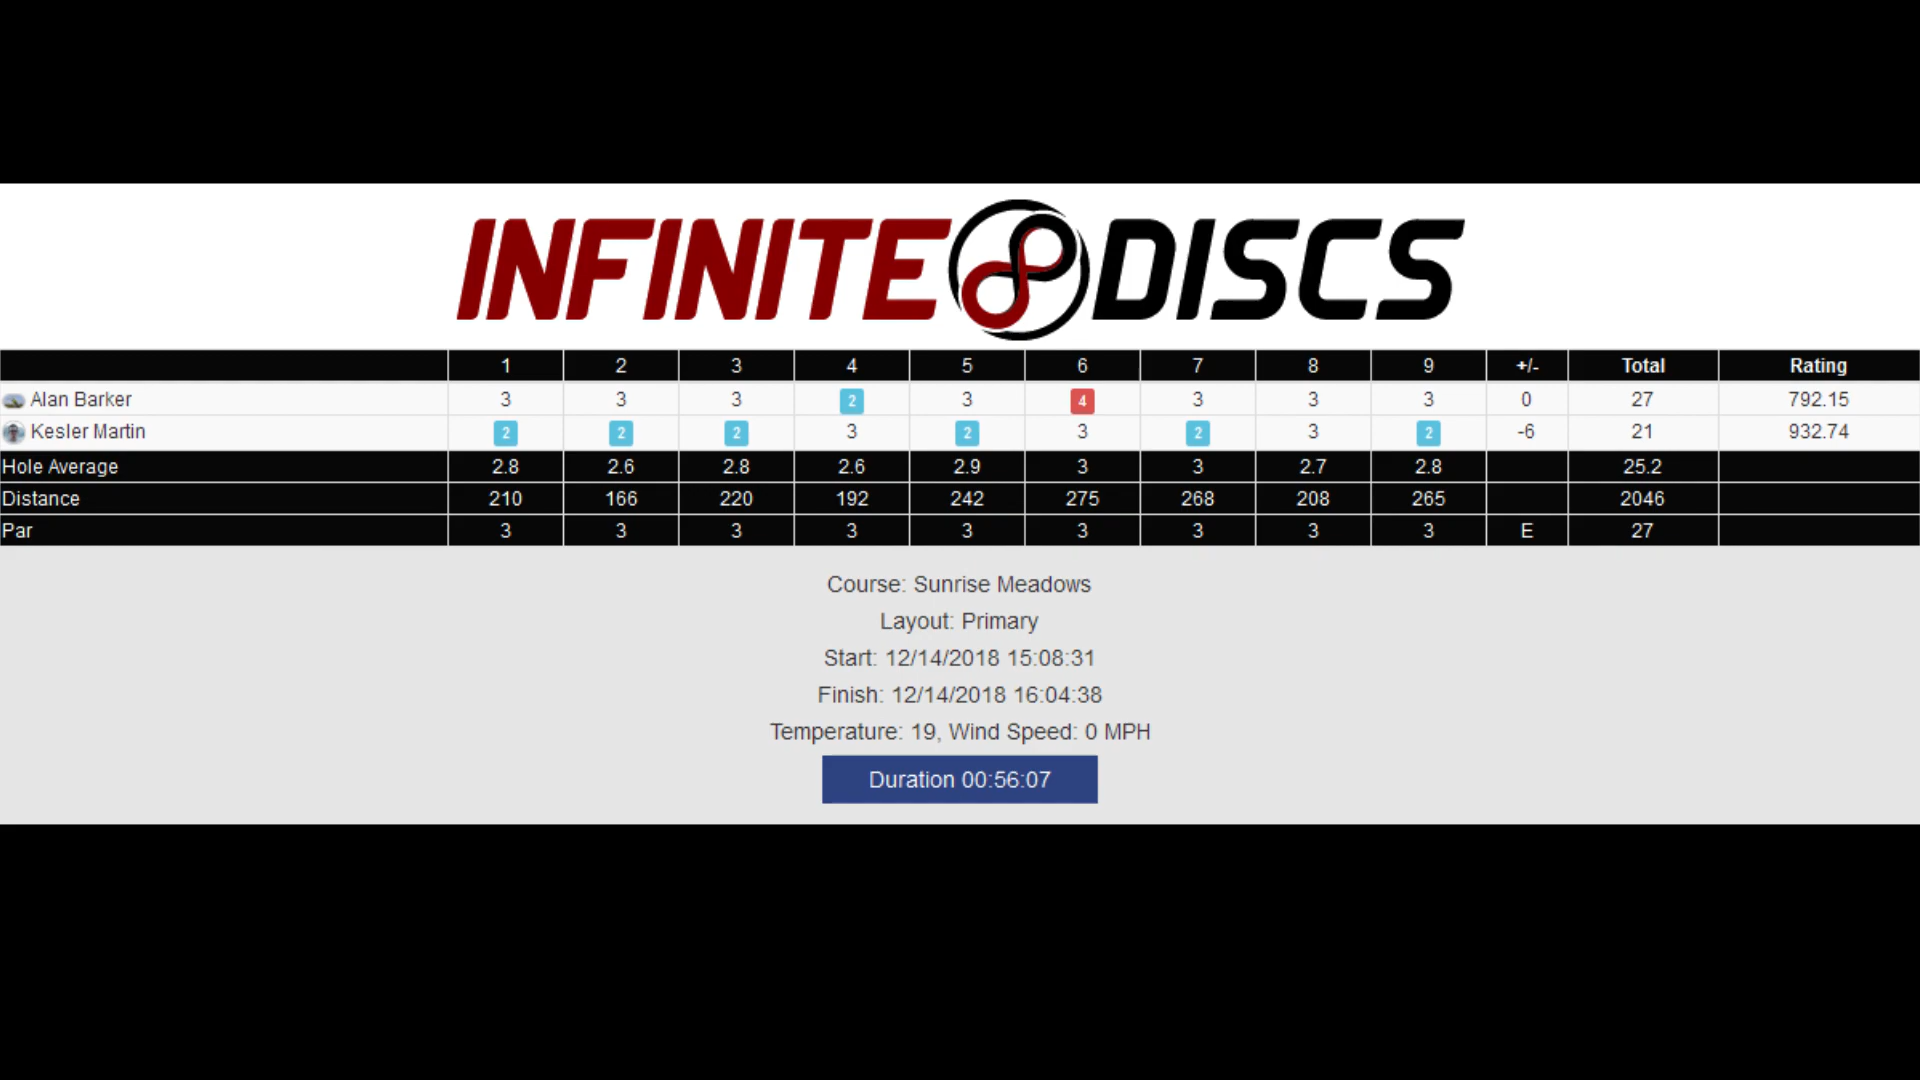 INFINITE DISCS
1 2 3 4 5 6 7 8 9 +/- Total Rating
Alan Barker 3 3 3 2 3 4 3 3 3 0 27 792.15
Kesler Martin 2 2 2 3 2 3 2 3 2 -6 21 932.74
Hole Average 2.8 2.6 2.8 2.6 2.9 3 3 2.7 2.8 25.2
Distance 210 166 220 192 242 275 268 208 265 2046
Par 3 3 3 3 3 3 3 3 3 E 27
Course: Sunrise Meadows
Layout: Primary
Start: 12/14/2018 15:08:31
Finish: 12/14/2018 16:04:38
Temperature: 19, Wind Speed: 0 MPH
Duration 00:56:07